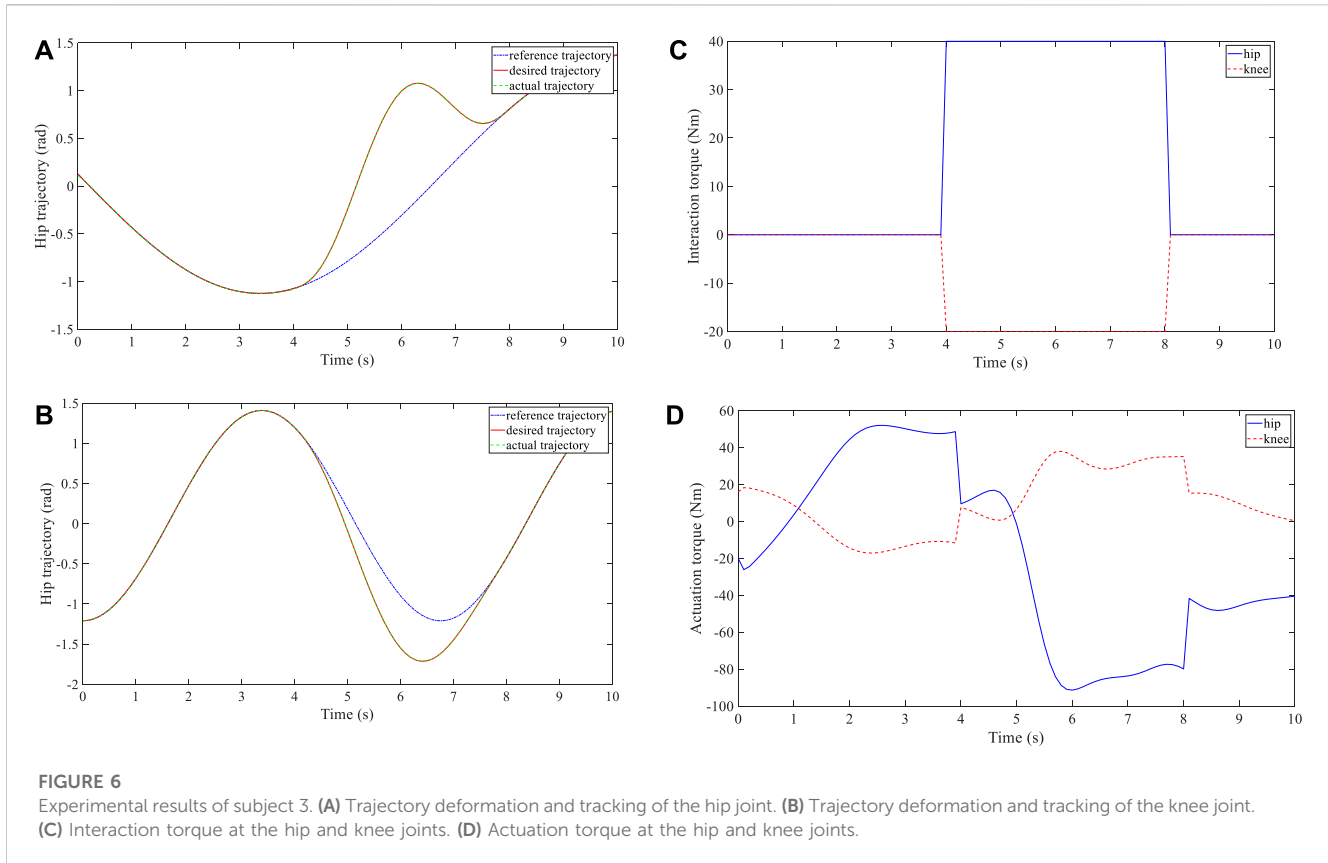 A
1.5
1
0.5
0
-0.5
-1
-1.5
Hip trajectory (rad)
reference trajectory
desired trajectory
actual trajectory
0 1 2 3 4 5 6 7 8 9 10
Time (s)
C
40
30
20
10
0
-10
-20
Interaction torque (Nm)
hip
knee
0 1 2 3 4 5 6 7 8 9 10
Time (s)
B
1.5
1
0.5
0
-0.5
-1
-1.5
-2
Hip trajectory (rad)
reference trajectory
desired trajectory
actual trajectory
0 1 2 3 4 5 6 7 8 9 10
Time (s)
D
60
40
20
0
-20
-40
-60
-80
-100
Actuation torque (Nm)
hip
knee
0 1 2 3 4 5 6 7 8 9 10
Time (s)
FIGURE 6
Experimental results of subject 3. (A) Trajectory deformation and tracking of the hip joint. (B) Trajectory deformation and tracking of the knee joint.
(C) Interaction torque at the hip and knee joints. (D) Actuation torque at the hip and knee joints.